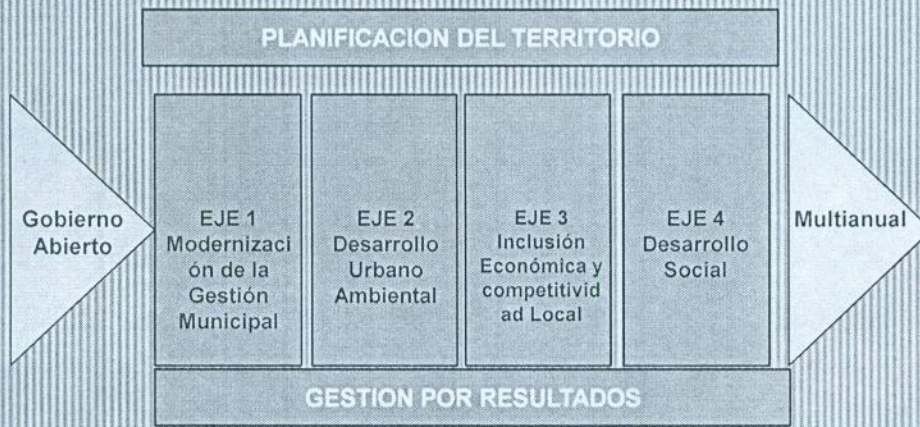 PLANIFICACION DEL TERRITORIO
Gobierno
Abierto
EJE 1
Modernizaci
ón de la
Gestión
Municipal
EJE 2
Desarrollo
Urbano
Ambiental
EJE 3
Inclusión
Económica y
competitivid
ad Local
EJE 4
Desarrollo
Social
Multianual
GESTION POR RESULTADOS